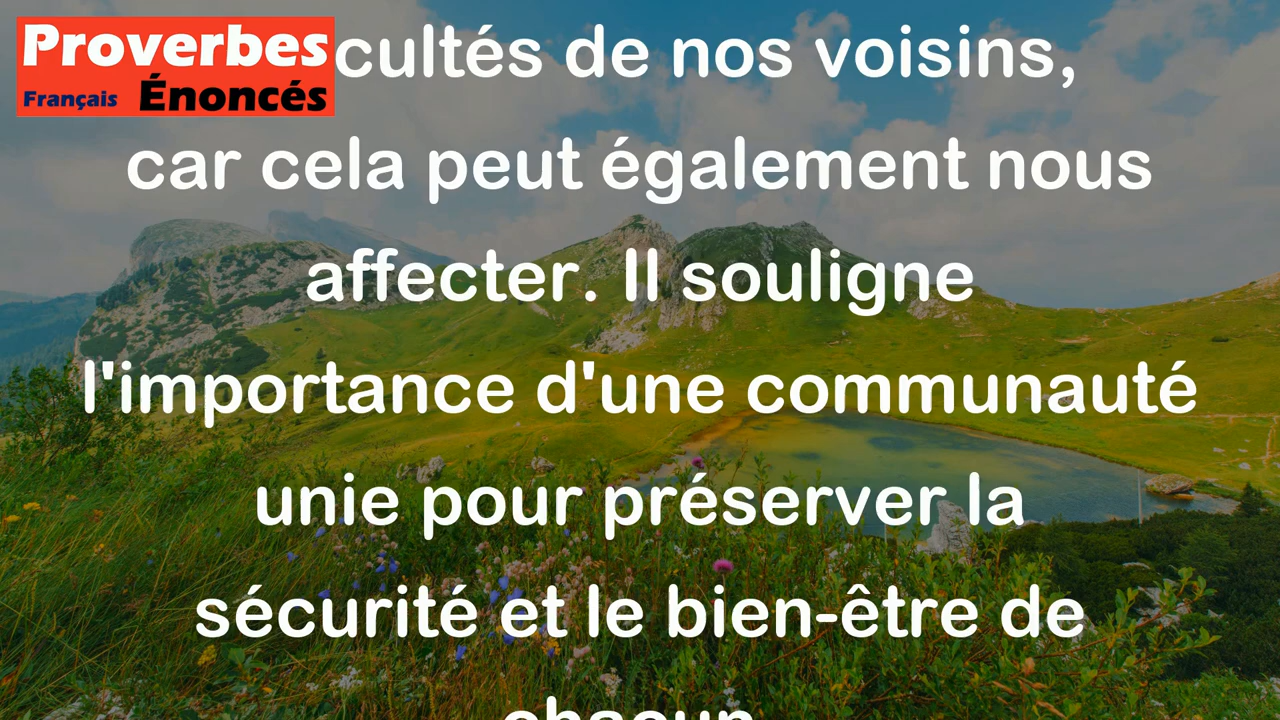 Proverbes
Français Énoncés
cultés de nos voisins,
car cela peut également nous
affecter. Il souligne
l'importance d'une communauté
unie pour préserver la
sécurité et le bien-être de
chacun